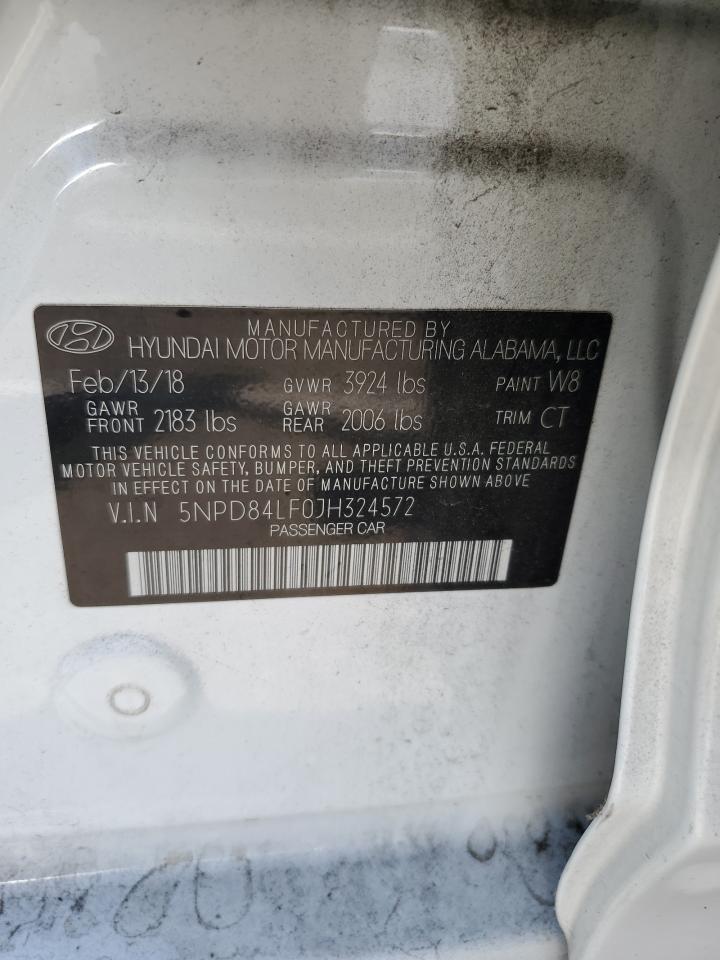 MANUFACTURED BY
HYUNDAI MOTOR MANUFACTURING ALABAMA, LLC
Feb/13/18 GVWR 3924 lbs PAINT W8
GAWR FRONT 2183 lbs GAWR REAR 2006 lbs TRIM CT
THIS VEHICLE CONFORMS TO ALL APPLICABLE U.S.A. FEDERAL
MOTOR VEHICLE SAFETY, BUMPER, AND THEFT PREVENTION STANDARDS
IN EFFECT ON THE DATE OF MANUFACTURE SHOWN ABOVE
V.I.N 5NPD84LF0JH324572
PASSENGER CAR